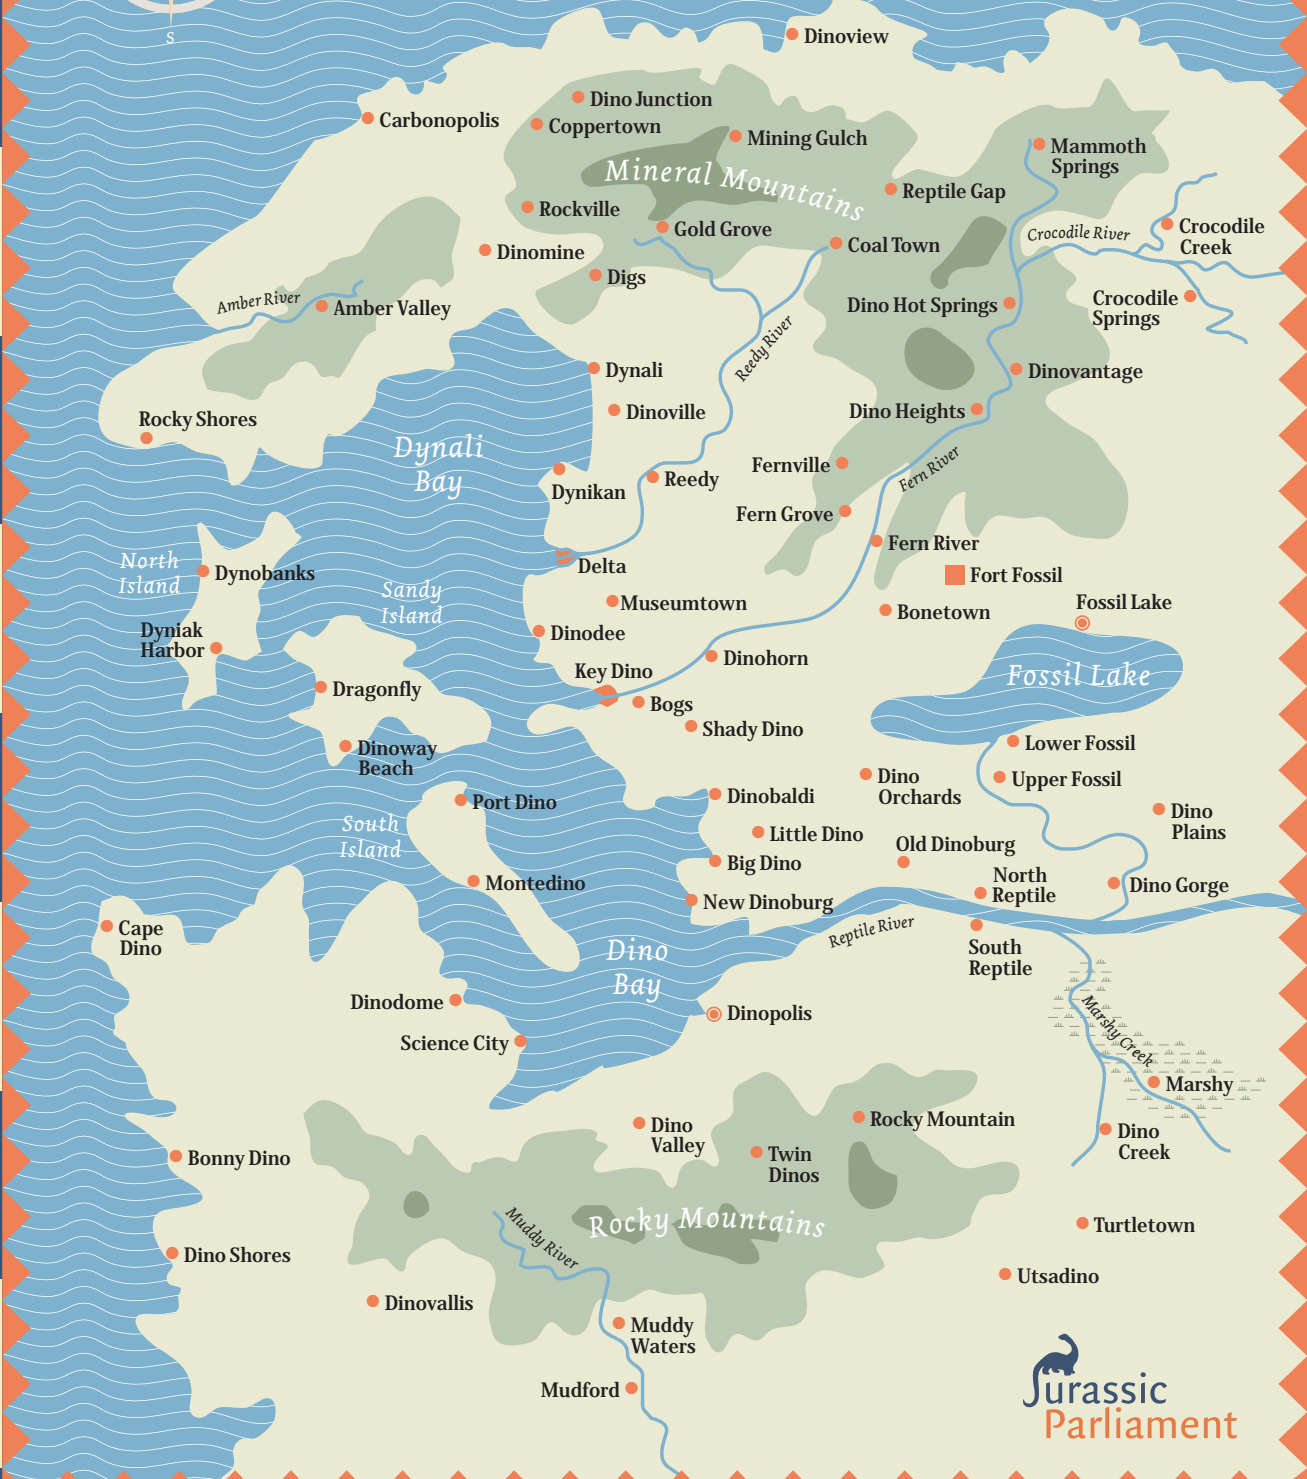 S
Dinoview
Dino Junction
Carbonopolis
Coppertown
Mining Gulch
Mammoth
Springs
Mineral Mountains
Reptile Gap
Rockville
Gold Grove
Crocodile River
Crocodile
Creek
Coal Town
Dinomine
Digs
Amber River
Amber Valley
Dino Hot Springs
Crocodile
Springs
Reedy River
Dynali
Dinovantage
Dinoville
Dino Heights
Rocky Shores
Dynali
Bay
Fernville
Fern River
Reedy
Dynikan
Fern Grove
Fern River
North
Island
Delta
Dynobanks
Fort Fossil
Sandy
Island
Museumtown
Bonetown
Fossil Lake
Dyniak
Harbor
Dinodee
Dinohorn
Key Dino
Fossil Lake
Dragonfly
Bogs
Shady Dino
Dinoway
Beach
Lower Fossil
Dino
Orchards
Upper Fossil
Port Dino
Dinobaldi
Dino
Plains
South
Island
Little Dino
Old Dinoburg
Big Dino
North
Reptile
Montedino
Dino Gorge
New Dinoburg
Reptile River
Cape
Dino
Dino
Bay
South
Reptile
Dinodome
Dinopolis
Marshy Creek
Science City
Marshy
Dino
Valley
Rocky Mountain
Dino
Creek
Bonny Dino
Twin
Dinos
Muddy River
Rocky Mountains
Turtletown
Dino Shores
Utsadino
Dinovallis
Muddy
Waters
Mudford
Jurassic
Parliament